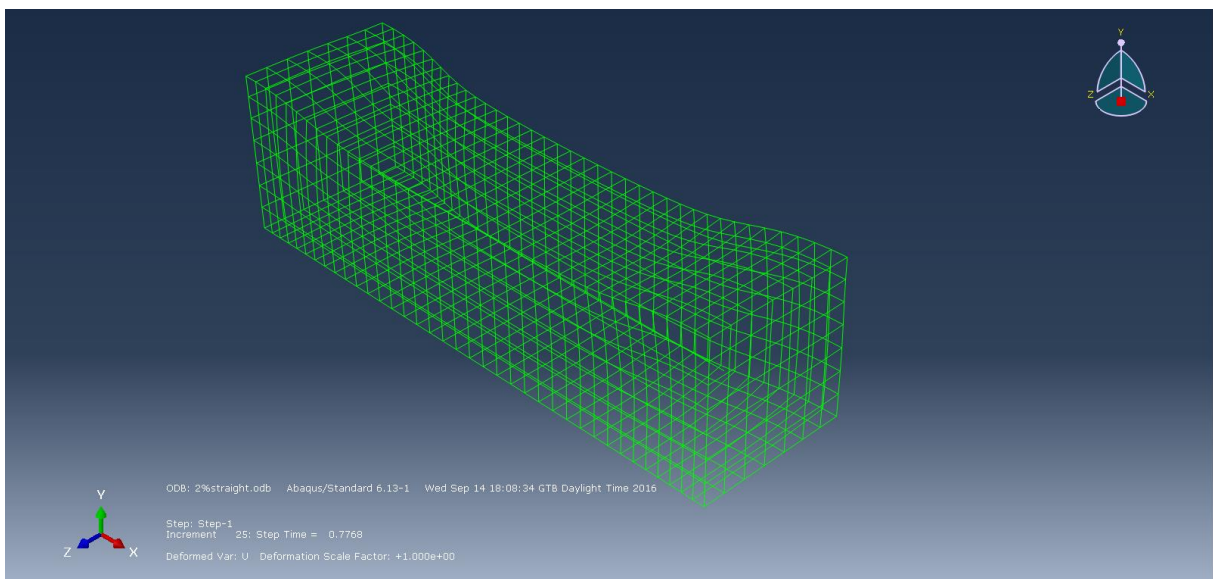 Y
Z X
ODB: 2%straight.odb Abaqus/Standard 6.13-1 Wed Sep 14 18:08:34 GTB Daylight Time 2016
Y
Step: Step-1
Increment 25: Step Time = 0.7768
Z X
Deformed Var: U Deformation Scale Factor: +1.000e+00